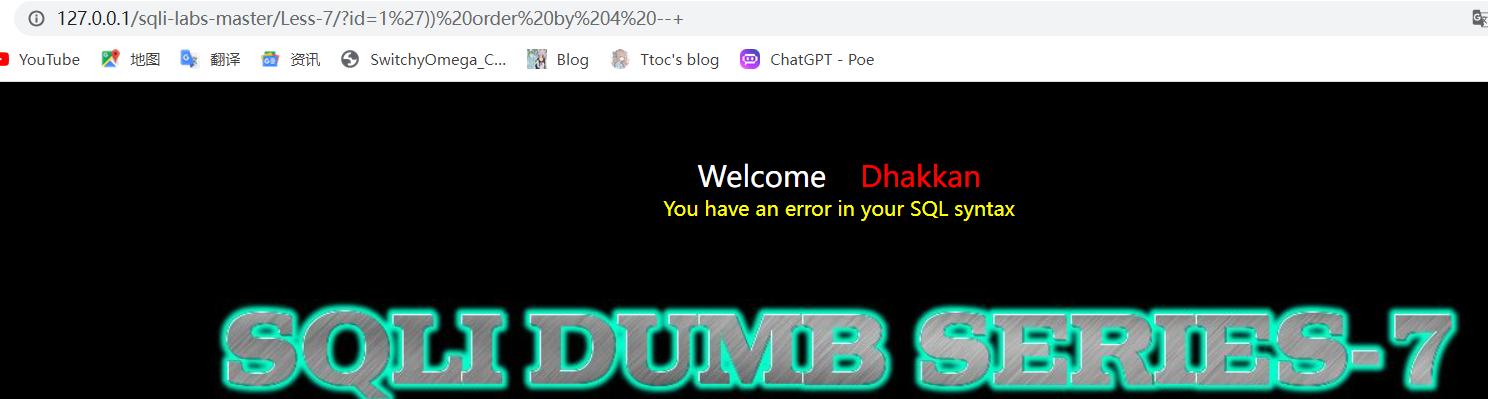 127.0.0.1/sqli-labs-master/Less-7/?id=1%27))%20order%20by%204%20--+
YouTube 地图 翻译 资讯 SwitchyOmega_C... Blog Ttoc's blog ChatGPT - Poe
Welcome Dhakkan
You have an error in your SQL syntax
SQLI DUMB SERIES-7